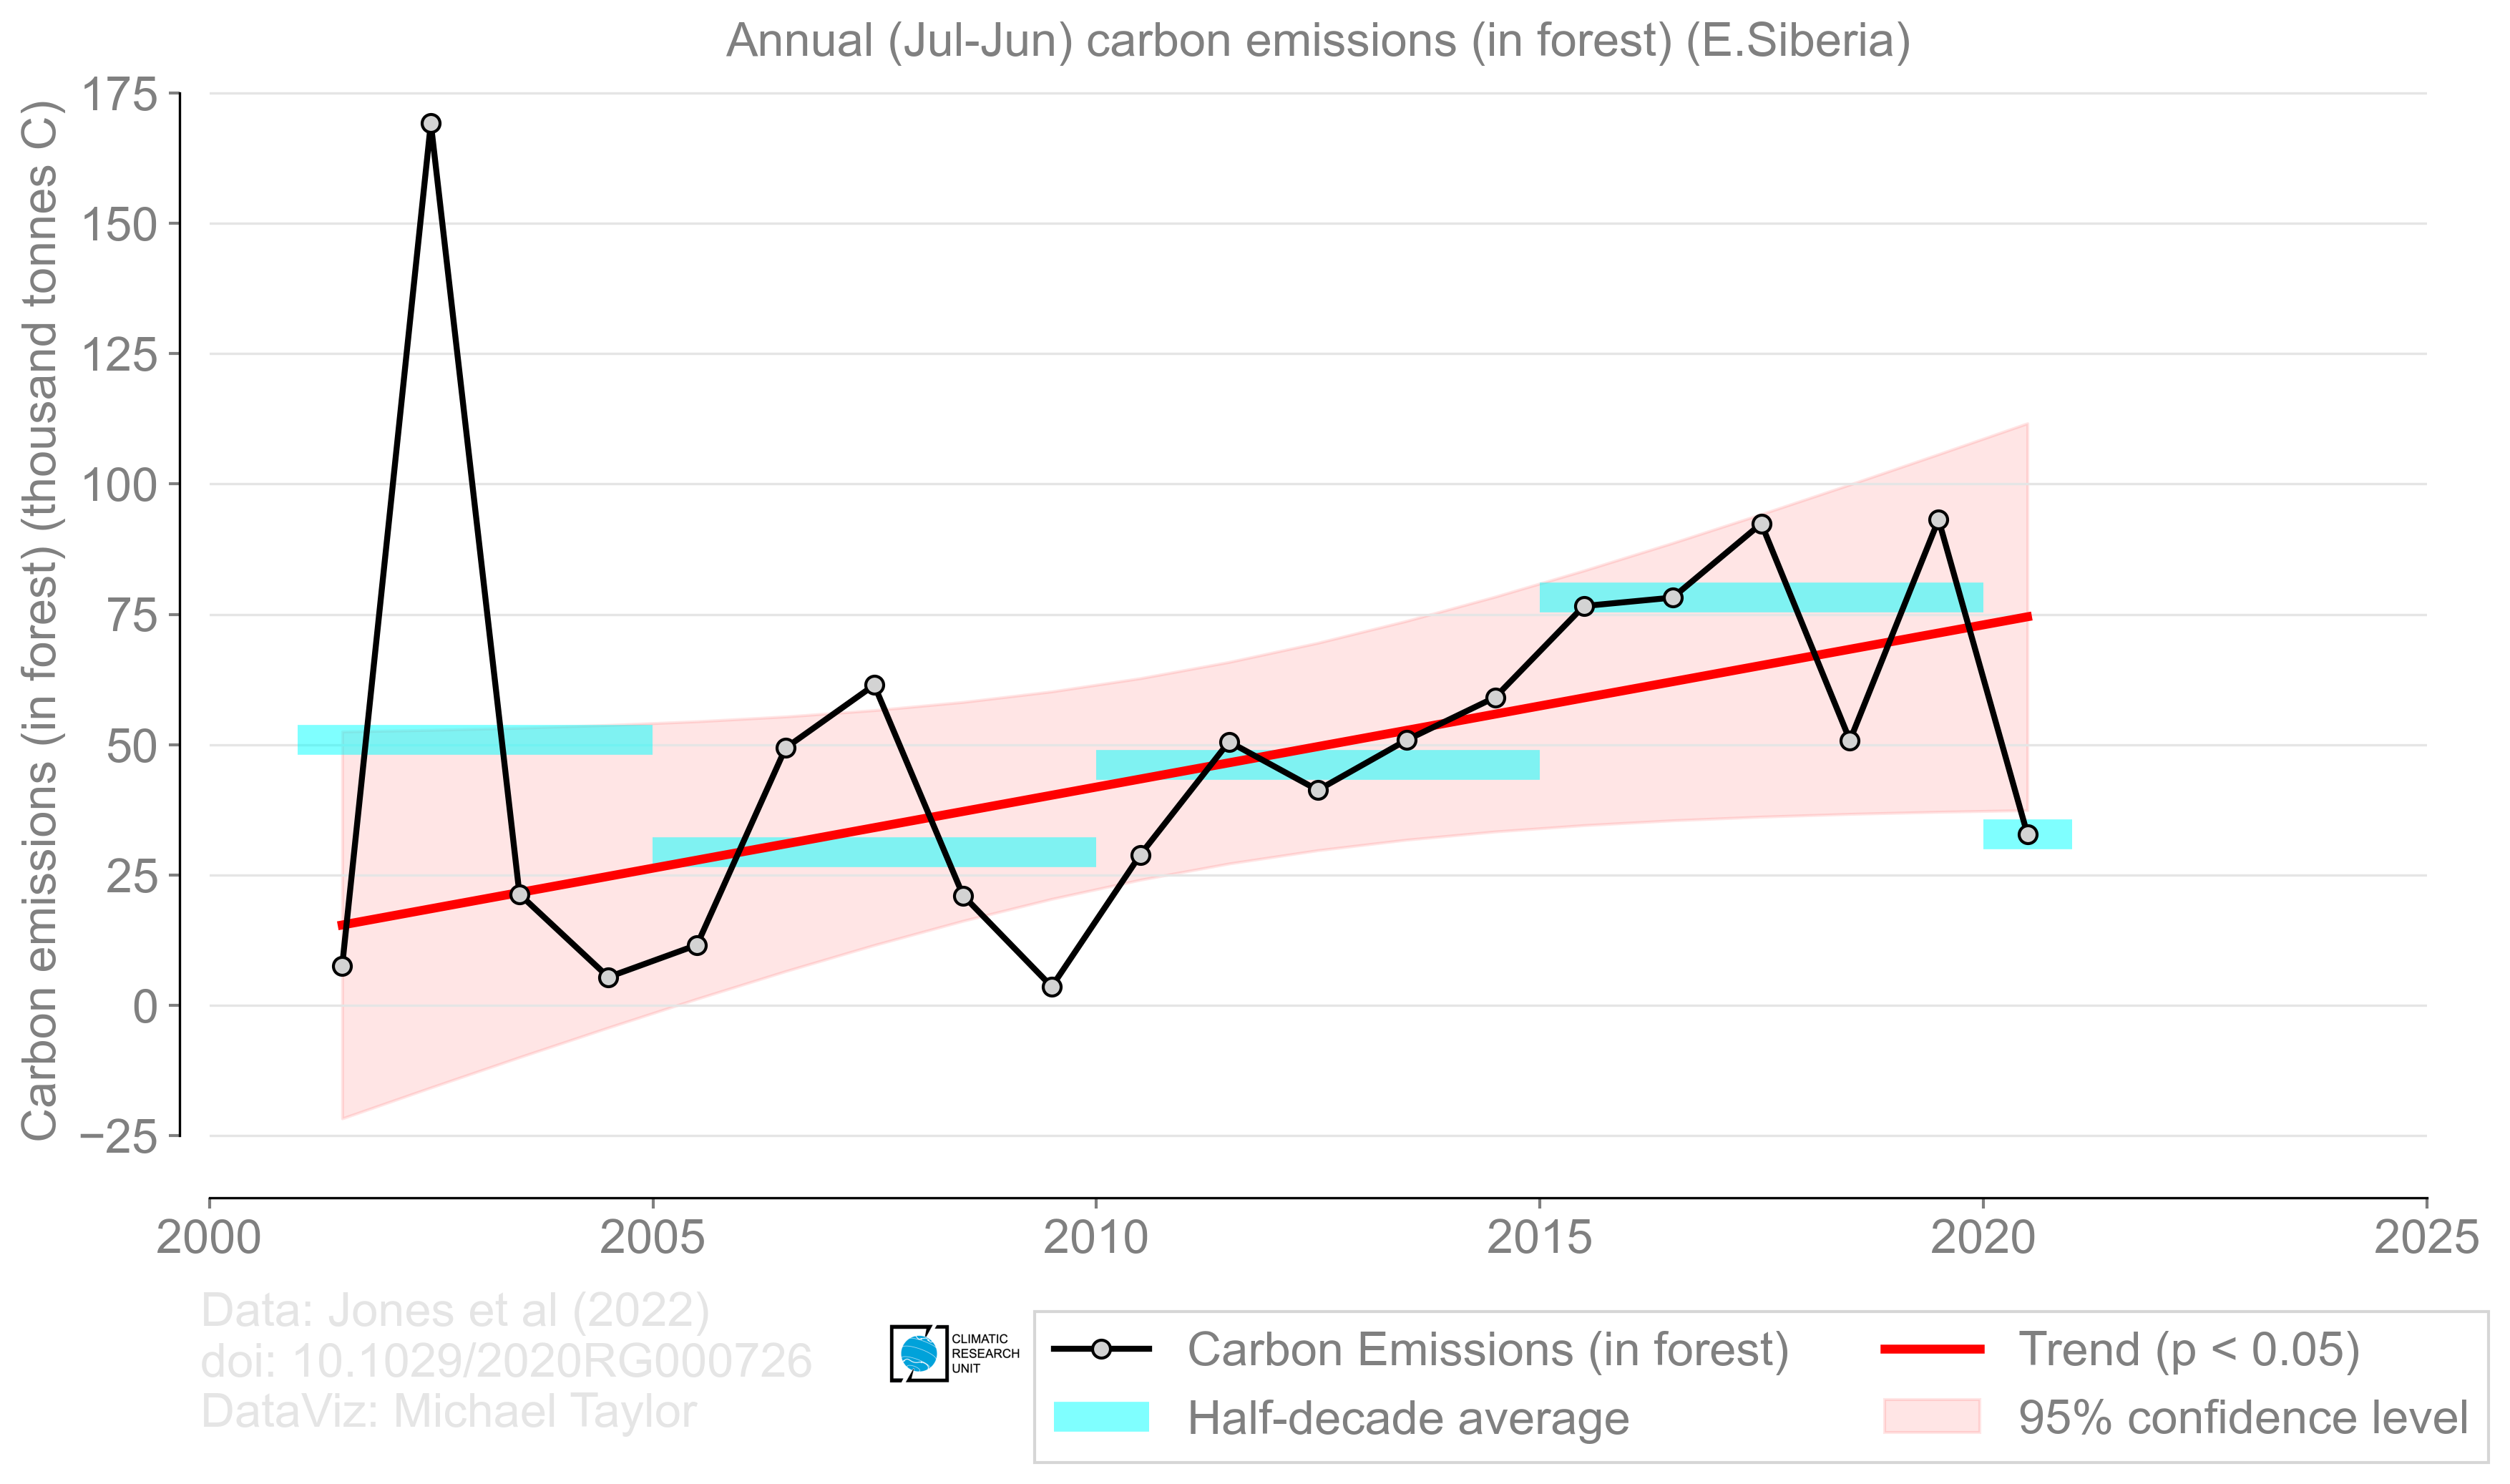 Annual (Jul-Jun) carbon emissions (in forest) (E.Siberia)
Carbon emissions (in forest) (thousand tonnes C)
175
150
125
100
75
50
25
0
−25
2000 2005 2010 2015 2020 2025
Data: Jones et al (2022)
doi: 10.1029/2020RG000726
DataViz: Michael Taylor
CLIMATIC
RESEARCH
UNIT
Carbon Emissions (in forest)
Half-decade average
Trend (p < 0.05)
95% confidence level